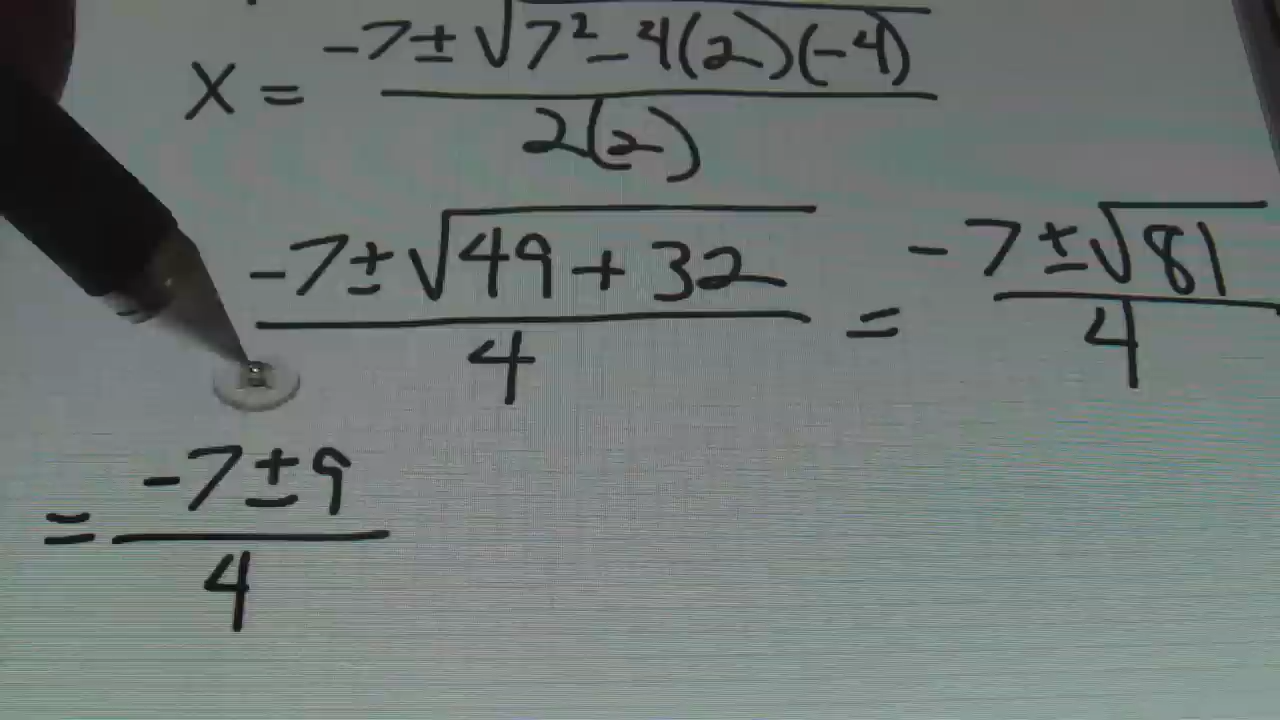 x = -7 ± √7² - 4(2)(-4)
2(2)
-7 ± √49 + 32 = -7 ± √81
4 4
= -7 ± 9
4